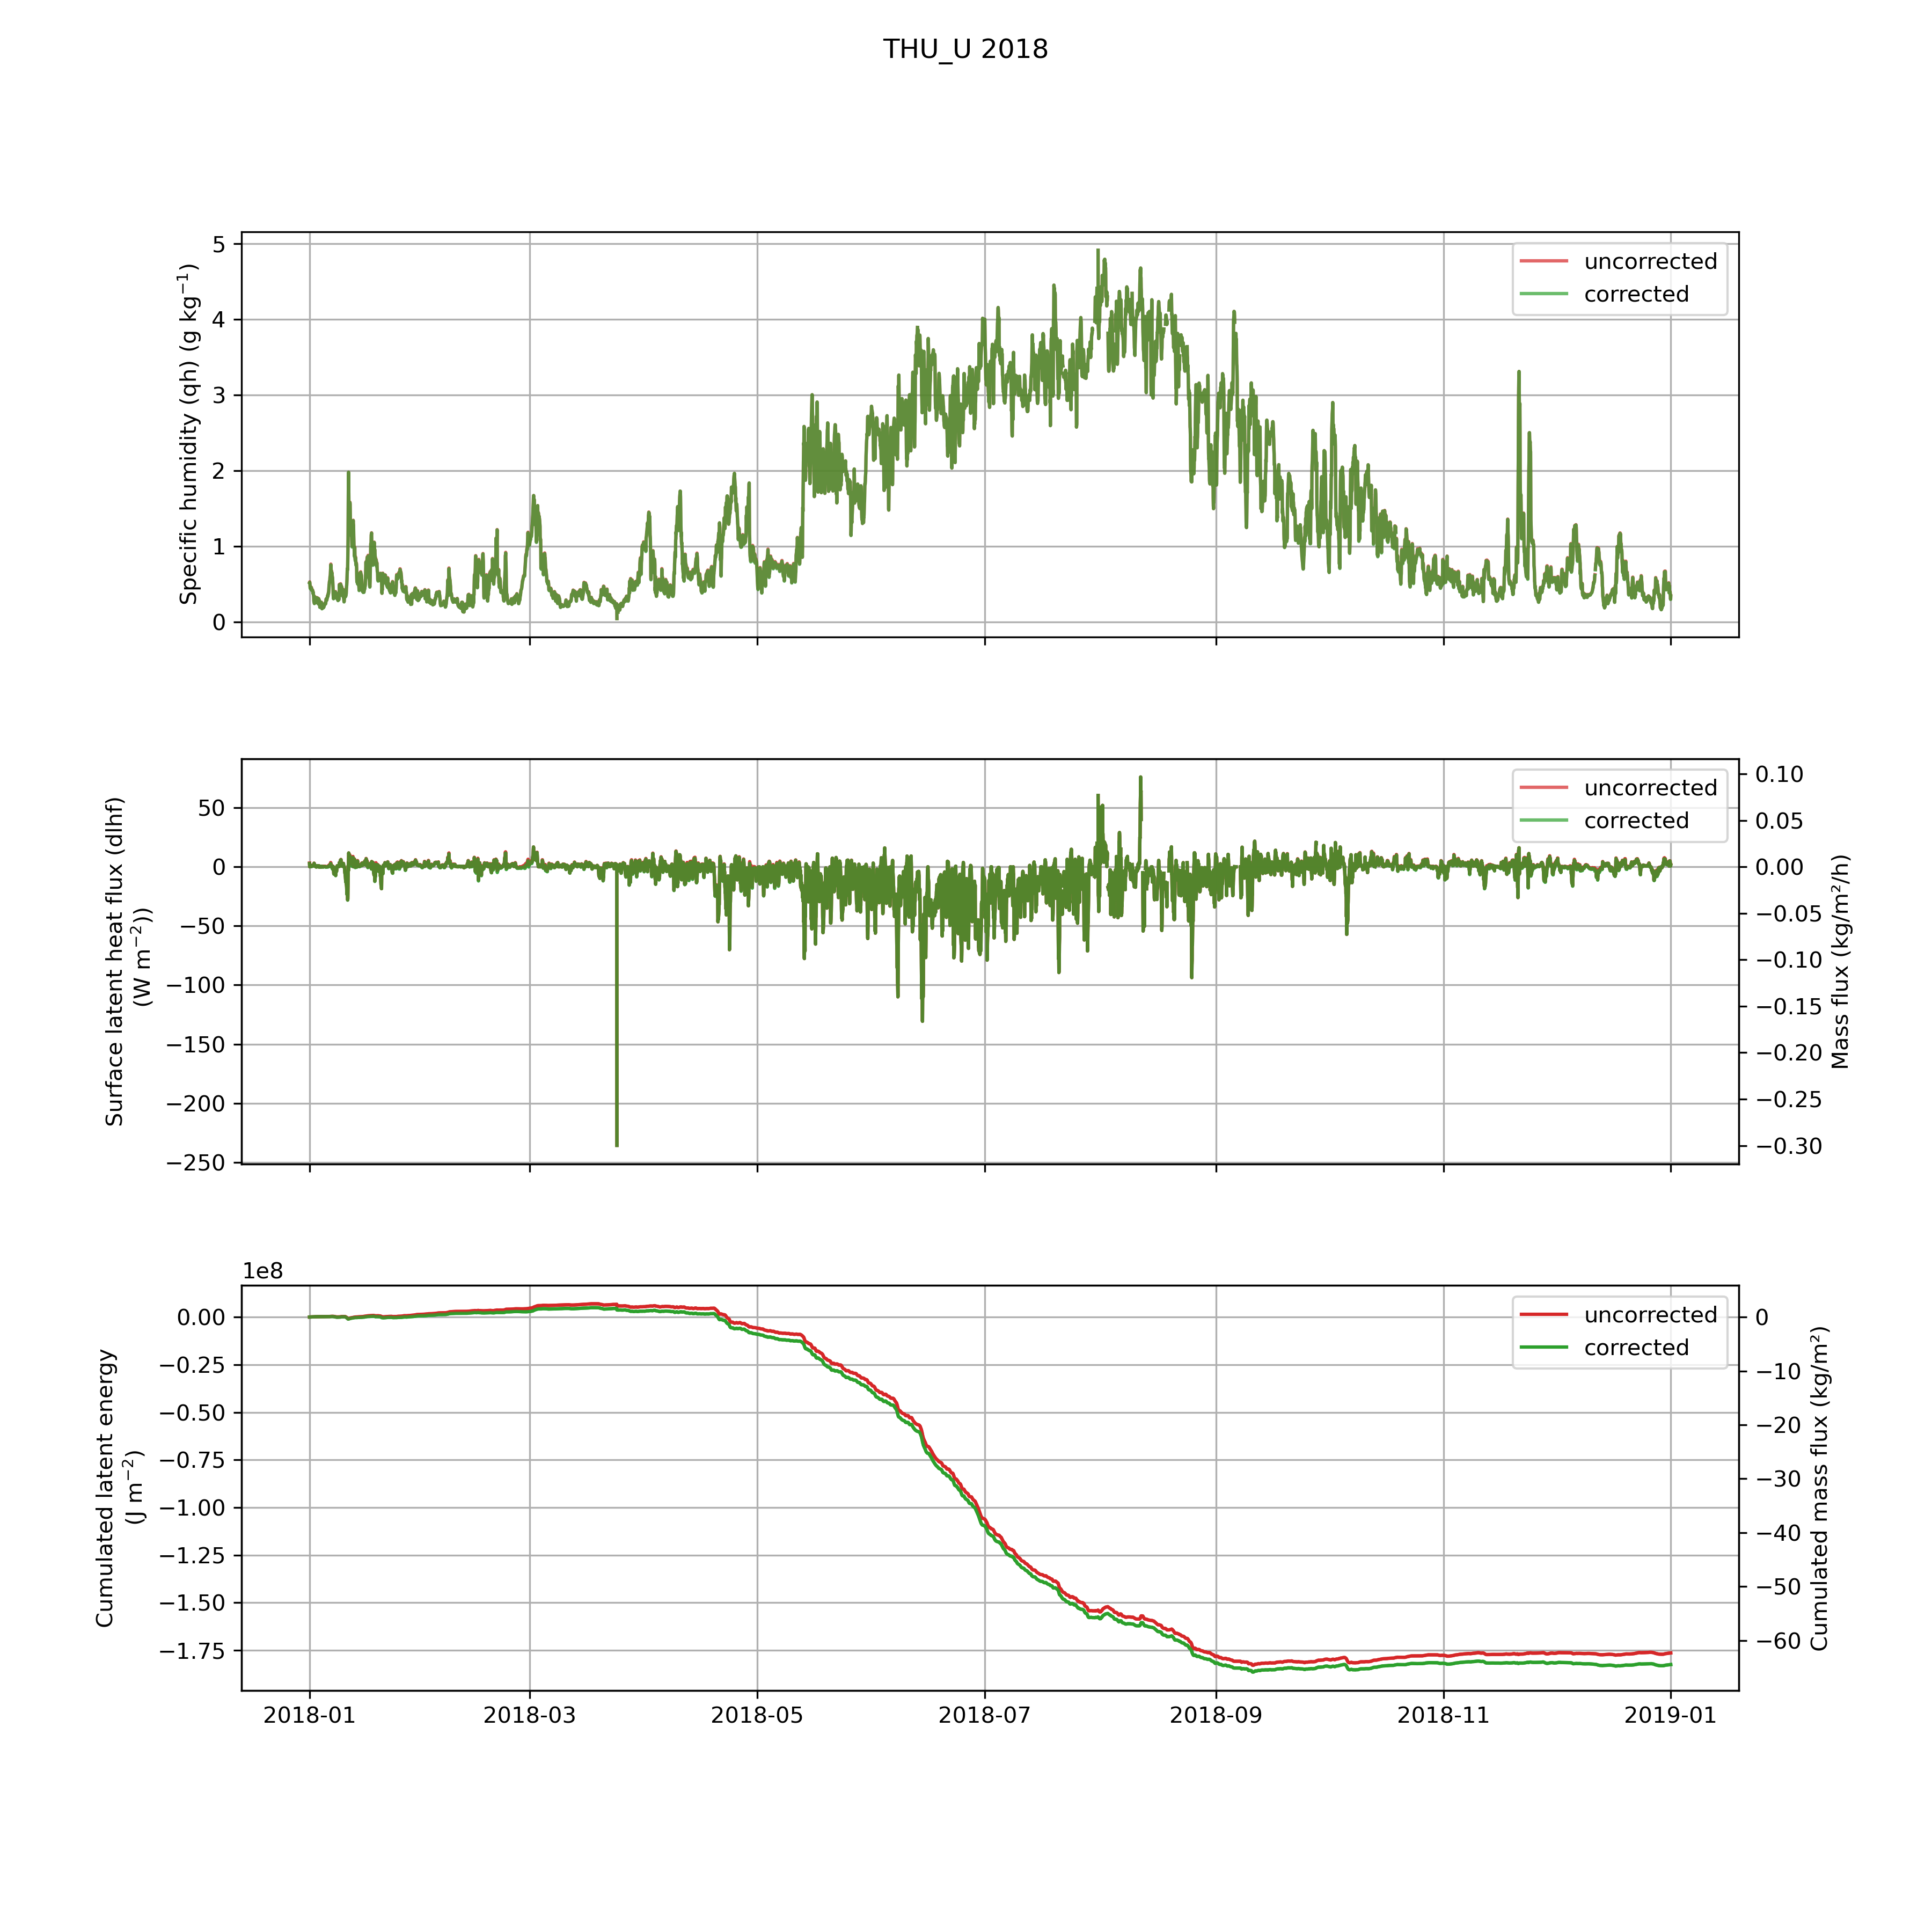 THU_U 2018
Specific humidity (qh) (g kg⁻¹)
5
4
3
2
1
0
uncorrected
corrected
Surface latent heat flux (dlhf)
(W m⁻²))
50
0
−50
−100
−150
−200
−250
uncorrected
corrected
0.10
0.05
0.00
−0.05
−0.10
−0.15
−0.20
−0.25
−0.30
Mass flux (kg/m²/h)
1e8
Cumulated latent energy
(J m⁻²)
0.00
−0.25
−0.50
−0.75
−1.00
−1.25
−1.50
−1.75
uncorrected
corrected
0
−10
−20
−30
−40
−50
−60
Cumulated mass flux (kg/m²)
2018-01 2018-03 2018-05 2018-07 2018-09 2018-11 2019-01